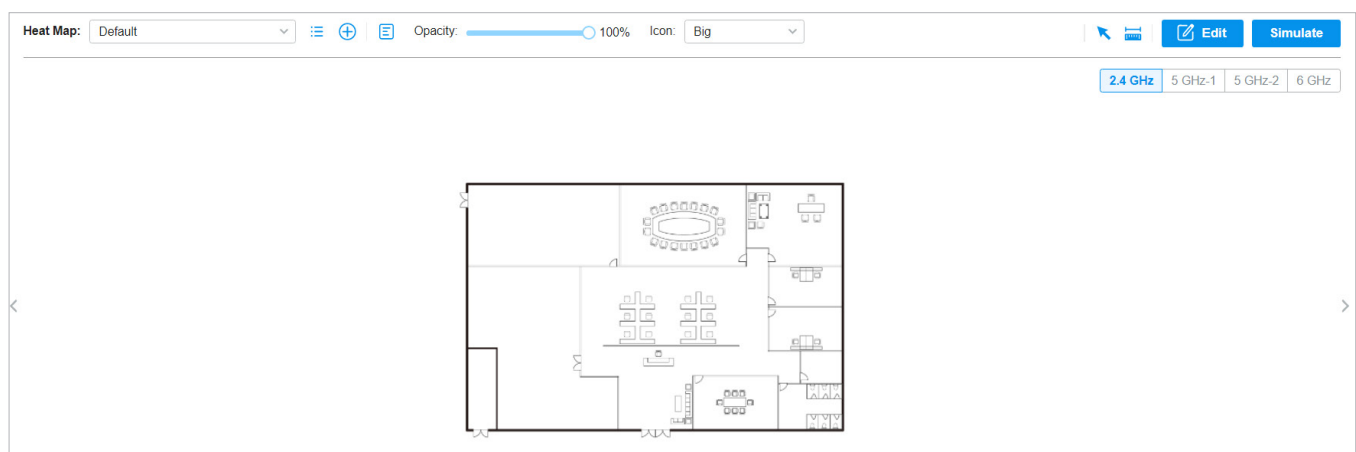 Heat Map: Default Opacity: 100% Icon: Big Edit Simulate
2.4 GHz 5 GHz-1 5 GHz-2 6 GHz